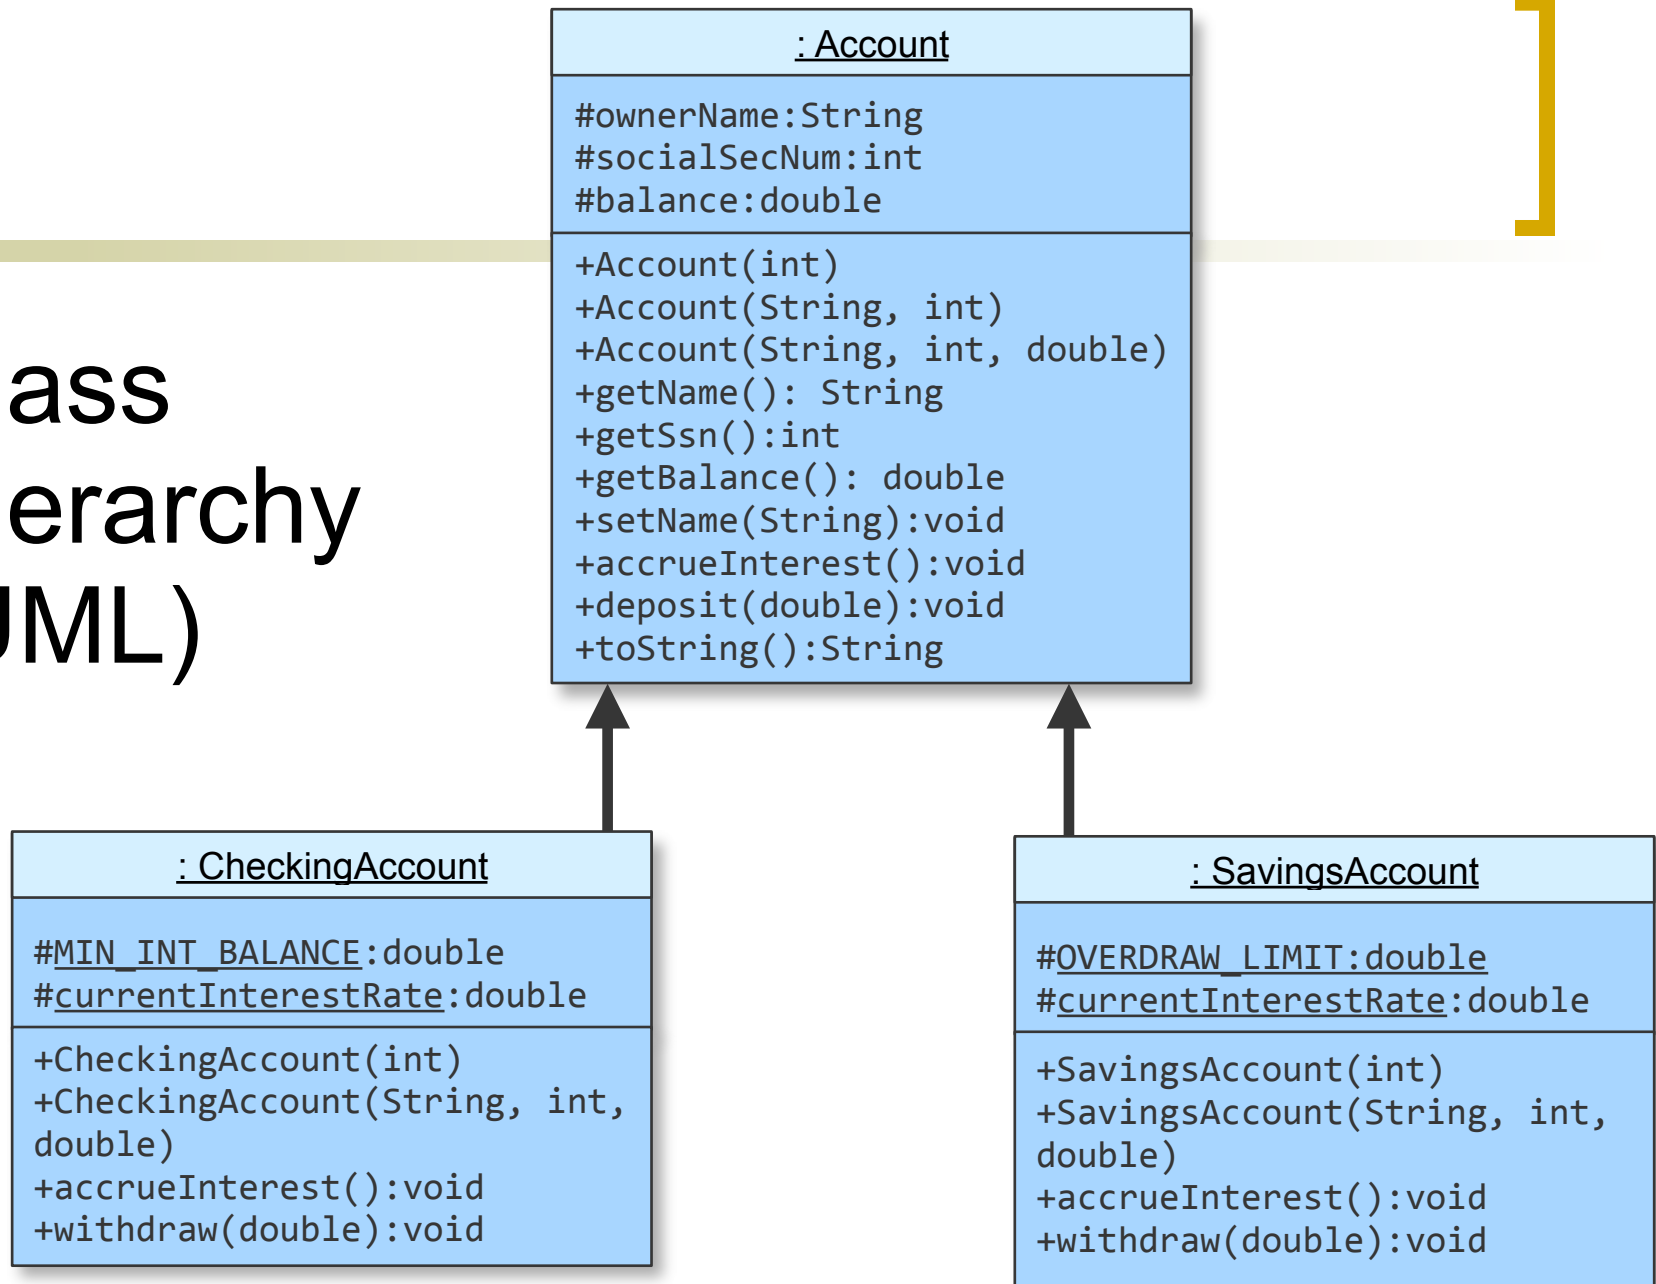 : Account
#ownerName:String
#socialSecNum:int
#balance:double
+Account(int)
+Account(String, int)
+Account(String, int, double)
+getName(): String
+getSsn():int
+getBalance(): double
+setName(String):void
+accrueInterest():void
+deposit(double):void
+toString():String
ass
erarchy
UML)
: CheckingAccount
#MIN_INT_BALANCE:double
#currentInterestRate:double
+CheckingAccount(int)
+CheckingAccount(String, int,
double)
+accrueInterest():void
+withdraw(double):void
: SavingsAccount
#OVERDRAW_LIMIT:double
#currentInterestRate:double
+SavingsAccount(int)
+SavingsAccount(String, int,
double)
+accrueInterest():void
+withdraw(double):void